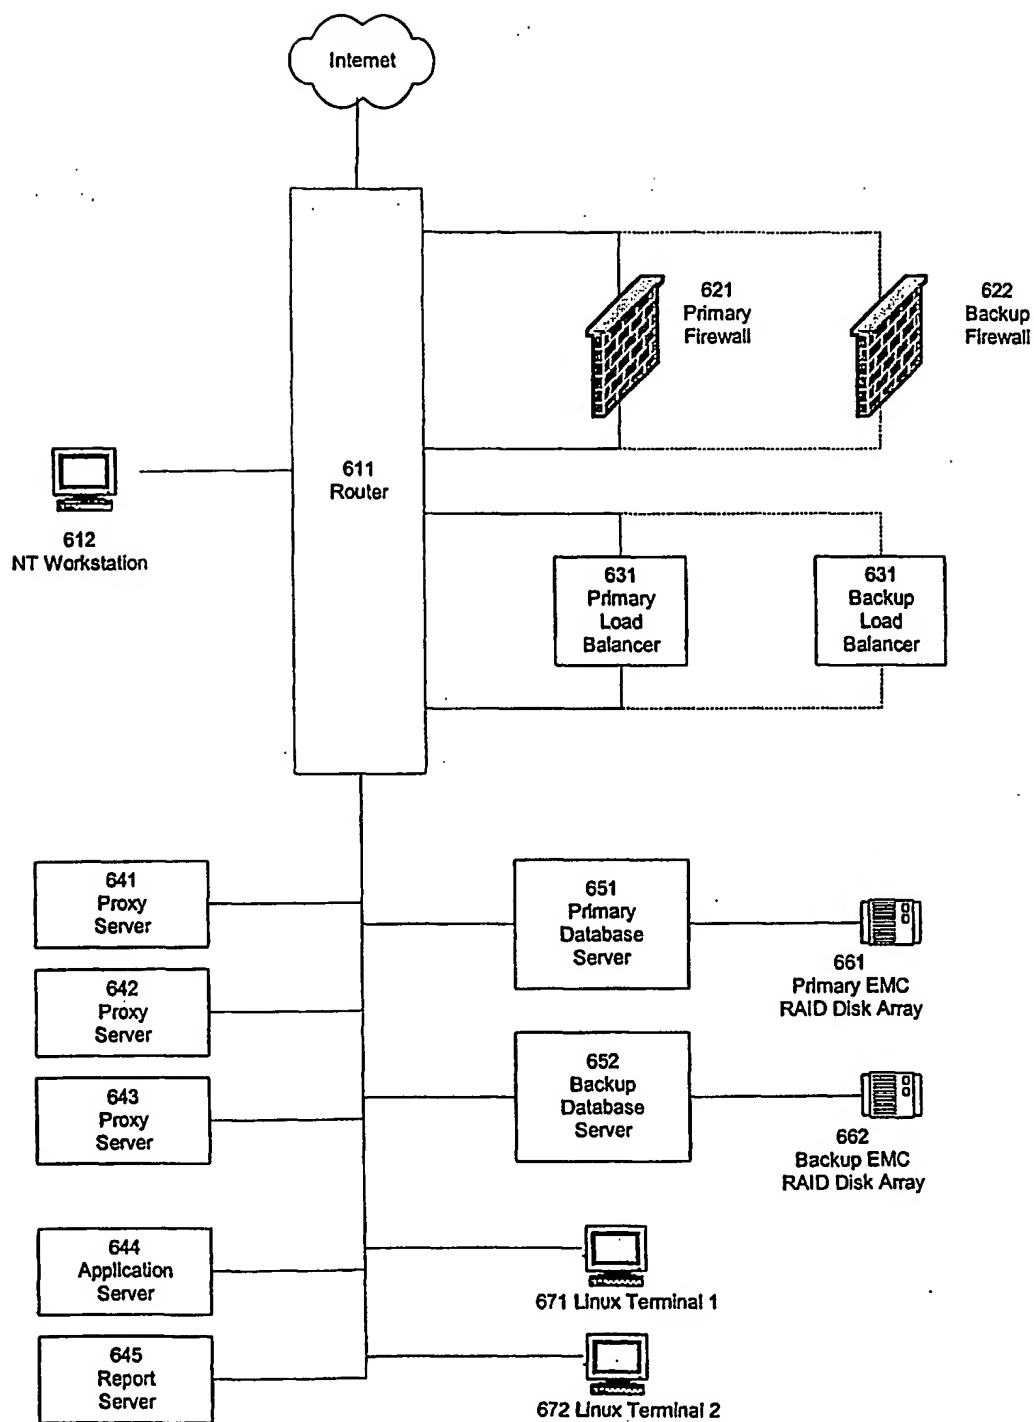 Internet
621
Primary
Firewall
622
Backup
Firewall
611
Router
612
NT Workstation
631
Primary
Load
Balancer
631
Backup
Load
Balancer
641
Proxy
Server
651
Primary
Database
Server
661
Primary EMC
RAID Disk Array
642
Proxy
Server
652
Backup
Database
Server
643
Proxy
Server
662
Backup EMC
RAID Disk Array
644
Application
Server
671 Linux Terminal 1
645
Report
Server
672 Linux Terminal 2